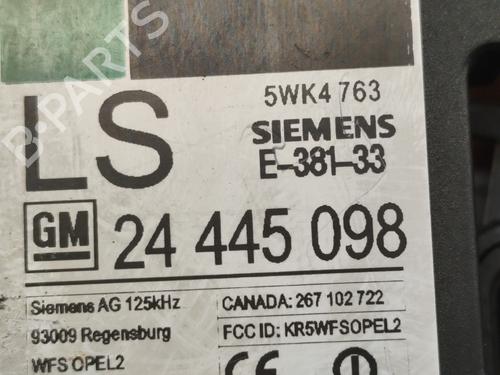 LS
5WK4 763
SIEMENS
E-381-33
GM 24 445 098
Siemens AG 125kHz
93009 Regensburg
WFS OPEL2
CANADA: 267 102 722
FCC ID: KR5WFSOPEL2
CE
B-PARTS